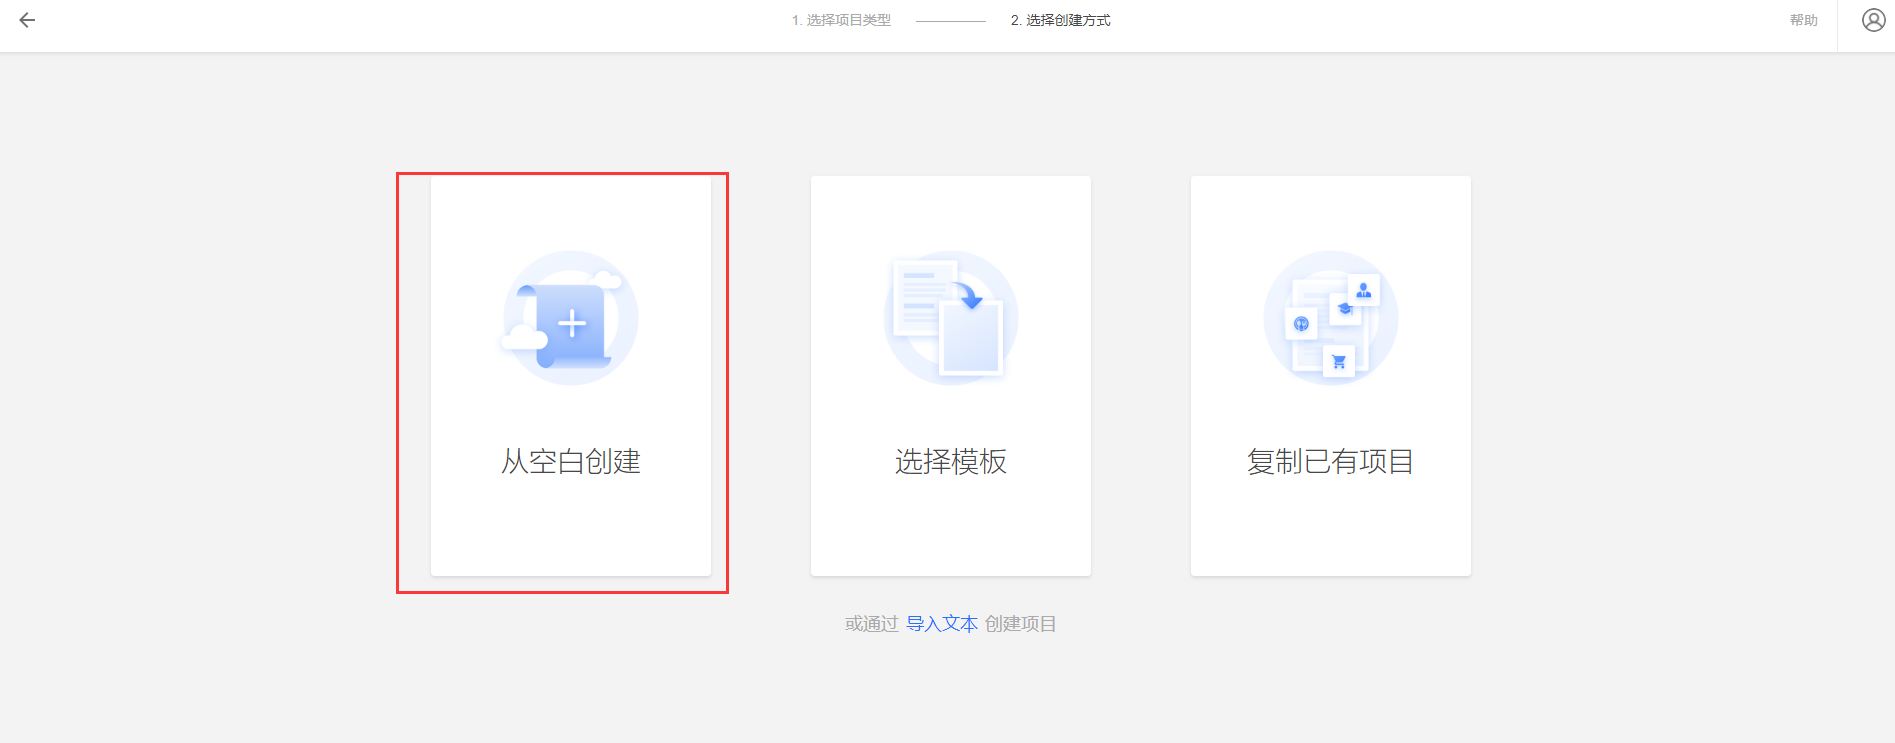 1. 选择项目类型 2. 选择创建方式 帮助
从空白创建 选择模板 复制已有项目
或通过 导入文本 创建项目